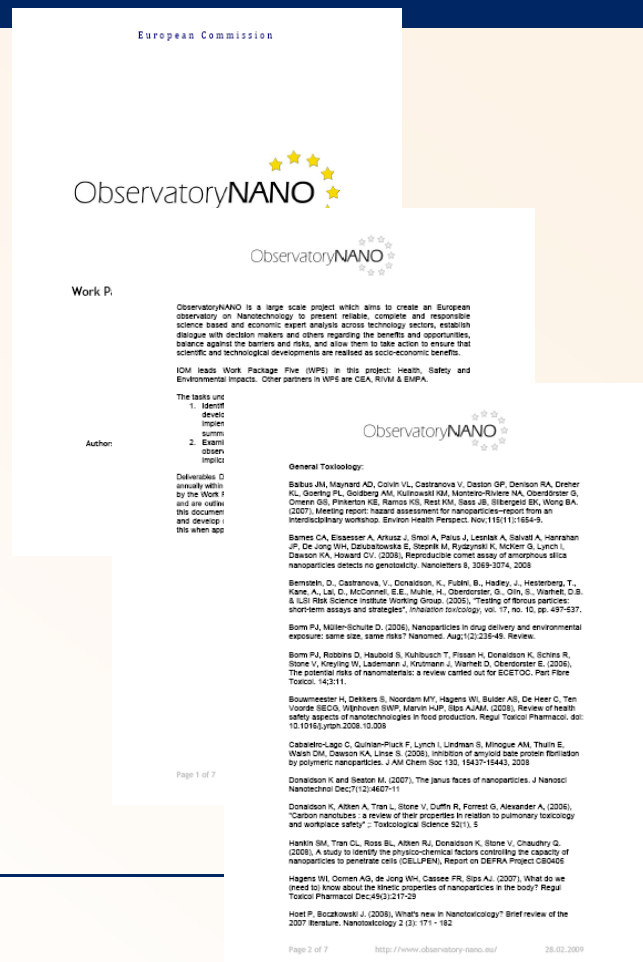 European Commission
ObservatoryNANO
Work Pa
Author:
ObservatoryNANO
ObservatoryNANO is a large scale project which aims to create an European
observatory on Nanotechnology to present reliable, complete and responsible
science based and economic expert analysis across technology sectors, establish
dialogue with decision makers and others regarding the benefits and opportunities,
balance against the barriers and risks, and allow them to take action to ensure that
scientific and technological developments are realised as socio-economic benefits.
IOM leads Work Package Five (WP5) in this project: Health, Safety and
Environmental Impacts. Other partners in WP5 are CEA, RIVM & EMPA.
The tasks und
1. Identif
develo
implen
summa
2. Exami
observ
implica
Deliverables D
annually within
by the Work P
and are outline
this documen
and develop c
this when app
Page 1 of 7
ObservatoryNANO
General Toxicology:
Balbus JM, Maynard AD, Colvin VL, Castranova V, Daston GP, Denison RA, Dreher
KL, Goering PL, Goldberg AM, Kulinowski KM, Monteiro-Riviere NA, Oberdörster G,
Omenn GS, Pinkerton KE, Ramos KS, Rest KM, Sass JB, Silbergeld EK, Wong BA.
(2007), Meeting report: hazard assessment for nanoparticles--report from an
interdisciplinary workshop. Environ Health Perspect. Nov;115(11):1654-9.
Barnes CA, Elsaesser A, Arkusz J, Smol A, Palus J, Lesniak A, Salvati A, Hanrahan
JP, De Jong WH, Dziubaltowska E, Stepnik M, Rydzynski K, McKerr G, Lynch I,
Dawson KA, Howard CV. (2008), Reproducible comet assay of amorphous silica
nanoparticles detects no genotoxicity. Nanoletters 8, 3069-3074, 2008
Bernstein, D., Castranova, V., Donaldson, K., Fubini, B., Hadley, J., Hesterberg, T.,
Kane, A., Lai, D., McConnell, E.E., Muhle, H., Oberdorster, G., Olin, S., Warheit, D.B.
& ILSI Risk Science Institute Working Group. (2005), "Testing of fibrous particles:
short-term assays and strategies", Inhalation toxicology, vol. 17, no. 10, pp. 497-537.
Borm PJ, Müller-Schulte D. (2006), Nanoparticles in drug delivery and environmental
exposure: same size, same risks? Nanomed. Aug;1(2):235-49. Review.
Borm PJ, Robbins D, Haubold S, Kuhlbusch T, Fissan H, Donaldson K, Schins R,
Stone V, Kreyling W, Lademann J, Krutmann J, Warheit D, Oberdorster E. (2006),
The potential risks of nanomaterials: a review carried out for ECETOC. Part Fibre
Toxicol. 14;3:11.
Bouwmeester H, Dekkers S, Noordam MY, Hagens WI, Bulder AS, De Heer C, Ten
Voorde SECG, Wijnhoven SWP, Marvin HJP, Sips AJAM. (2008), Review of health
safety aspects of nanotechnologies in food production. Regul Toxicol Pharmacol. doi:
10.1016/j.yrtph.2008.10.008
Cabaleiro-Lago C, Quinlan-Pluck F, Lynch I, Lindman S, Minogue AM, Thulin E,
Walsh DM, Dawson KA, Linse S. (2008), Inhibition of amyloid bate protein fibrillation
by polymeric nanoparticles. J AM Chem Soc 130, 15437-15443, 2008
Donaldson K and Seaton M. (2007), The janus faces of nanoparticles. J Nanosci
Nanotechnol Dec;7(12):4607-11
Donaldson K, Aitken A, Tran L, Stone V, Duffin R, Forrest G, Alexander A, (2006),
"Carbon nanotubes : a review of their properties in relation to pulmonary toxicology
and workplace safety" ;: Toxicological Science 92(1), 5
Hankin SM, Tran CL, Ross BL, Aitken RJ, Donaldson K, Stone V, Chaudhry Q.
(2008), A study to identify the physico-chemical factors controlling the capacity of
nanoparticles to penetrate cells (CELLPEN), Report on DEFRA Project CB0405
Hagens WI, Oomen AG, de Jong WH, Cassee FR, Sips AJ. (2007), What do we
(need to) know about the kinetic properties of nanoparticles in the body? Regul
Toxicol Pharmacol Dec;49(3):217-29
Hoet P, Boczkowski J. (2008), What's new in Nanotoxicology? Brief review of the
2007 literature. Nanotoxicology 2 (3): 171 - 182
Page 2 of 7 http://www.observatory-nano.eu/ 28.02.2009